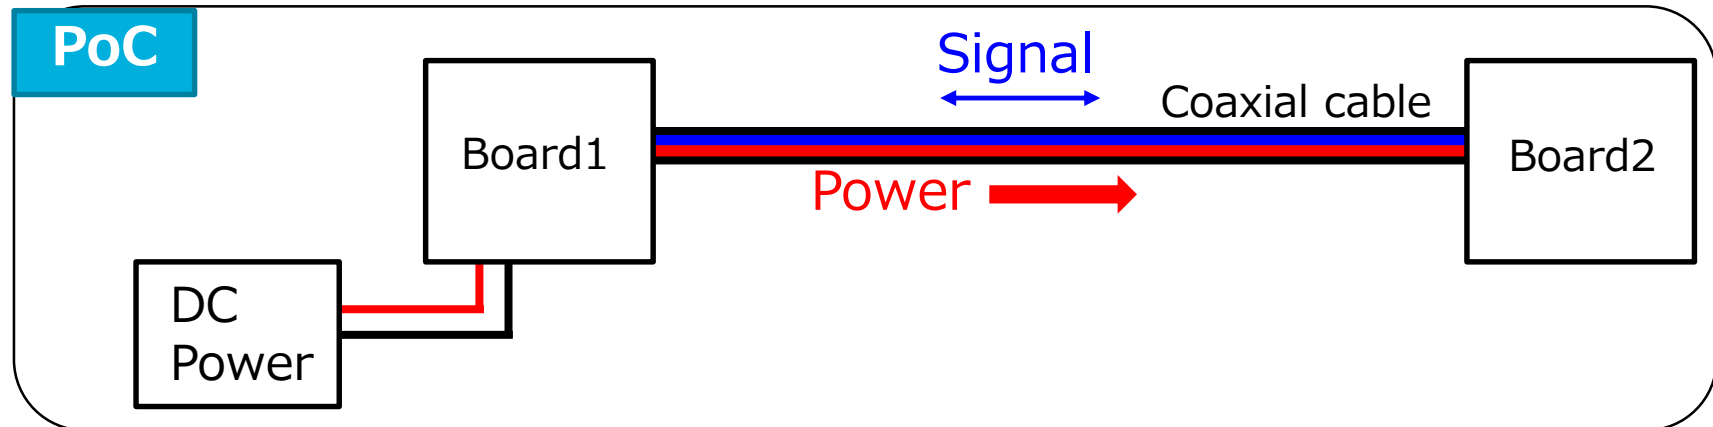 PoC
Signal
Coaxial cable
Board1
Board2
Power
DC
Power